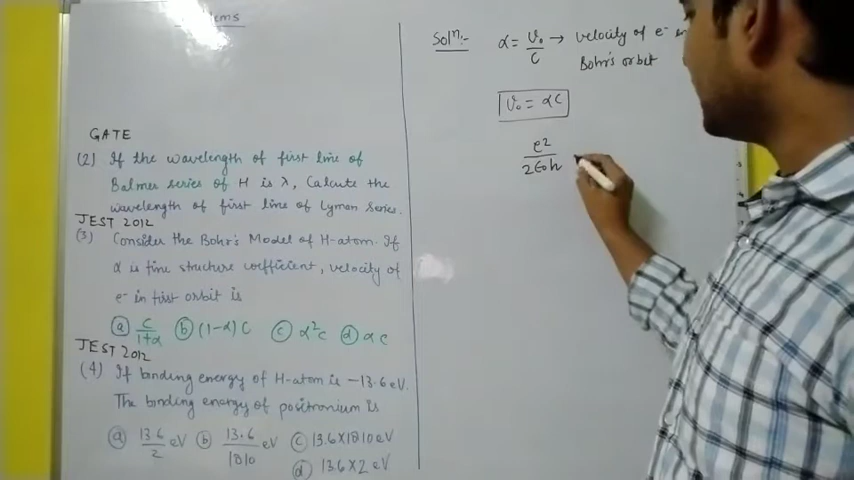 GATE
(2) If the wavelength of first line of
Balmer series of H is λ, Calcute the
wavelength of first line of Lyman Series.
JEST 2012
(3) Consider the Bohr's Model of H-atom. If
α is fine structure coefficient, velocity of
e⁻ in first orbit is
(a) C/1+α (b) (1-α) C (c) α²c (d) α c
JEST 2012
(4) If binding energy of H-atom is -13.6 eV.
The binding energy of positronium is
(a) 13.6/2 eV (b) 13.6/1810 eV (c) 13.6×1810 eV
(d) 13.6×2 eV
Solⁿ:- α = v₀/c → velocity of e⁻ in
Bohr's orbit
v₀ = αc
e²/2ε₀h